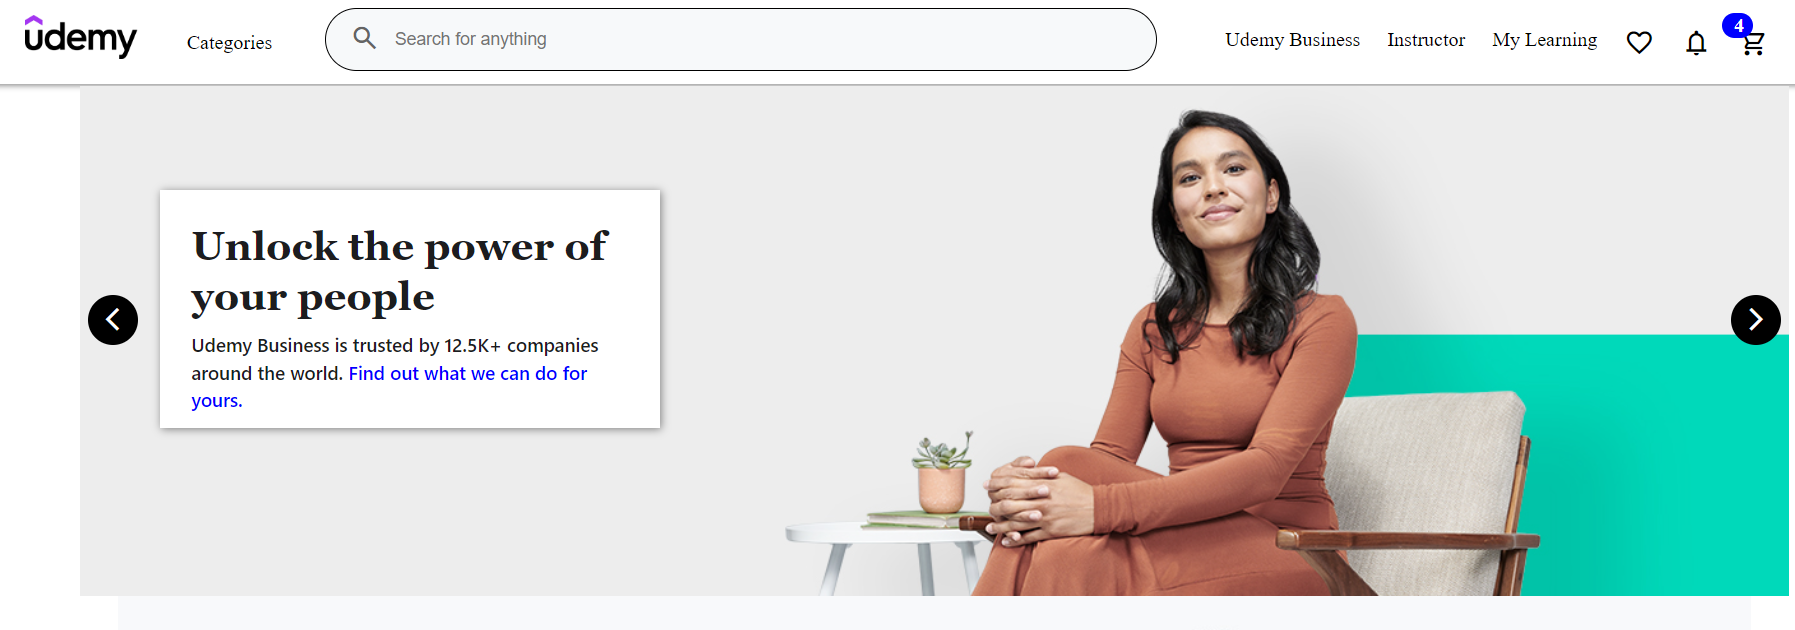 udemy
Categories
Search for anything
Udemy Business
Instructor
My Learning
4
Unlock the power of
your people
Udemy Business is trusted by 12.5K+ companies
around the world. Find out what we can do for
yours.